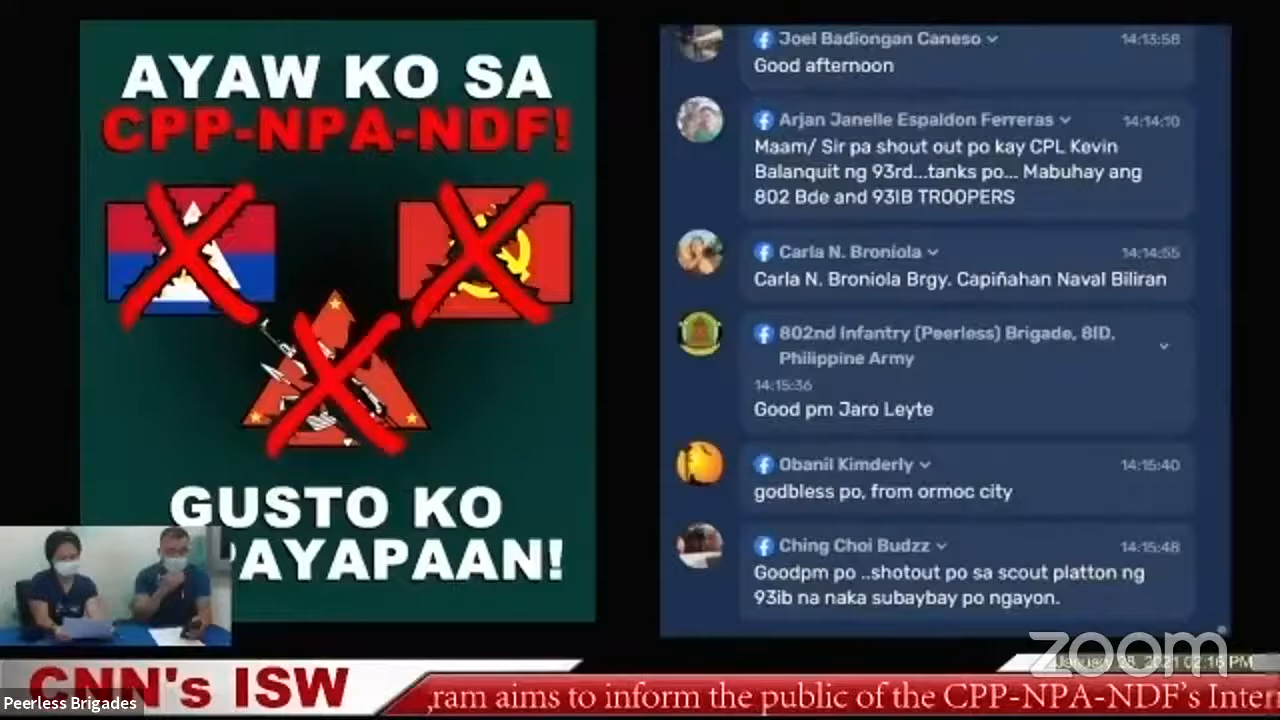 AYAW KO SA
CPP-NPA-NDF!
GUSTO KO
PAYAPAAN!
Joel Badiongan Caneso 14:13:58
Good afternoon
Arjan Janelle Espaldon Ferreras 14:14:10
Maam/ Sir pa shout out po kay CPL Kevin
Balanquit ng 93rd...tanks po... Mabuhay ang
802 Bde and 93IB TROOPERS
Carla N. Broniola 14:14:55
Carla N. Broniola Brgy. Capiñahan Naval Biliran
802nd Infantry (Peerless) Brigade, 8ID,
Philippine Army
14:15:36
Good pm Jaro Leyte
Obanil Kimderly 14:15:40
godbless po, from ormoc city
Ching Choi Budzz 14:15:48
Goodpm po ..shotout po sa scout platton ng
93ib na naka subaybay po ngayon.
zoom
January 28, 2021 02:16 PM
CNN's ISW
Peerless Brigades
ram aims to inform the public of the CPP-NPA-NDF's Inter